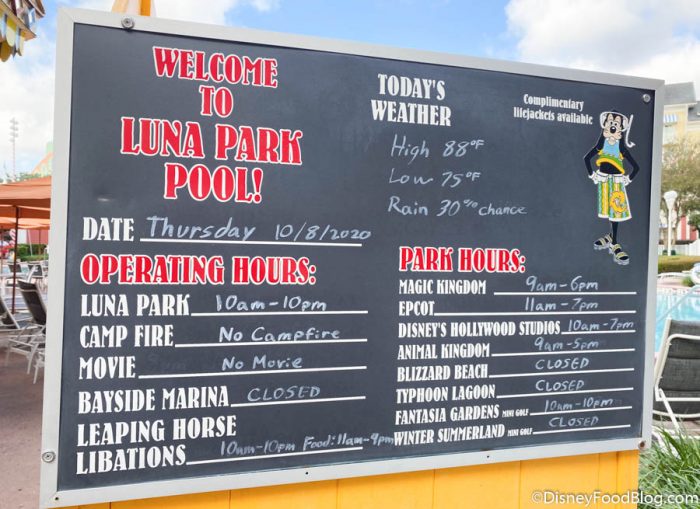 WELCOME
TO
LUNA PARK
POOL!
TODAY'S
WEATHER
High 88°F
Low 75°F
Rain 30% chance
Complimentary
lifejackets available
DATE Thursday 10/8/2020
OPERATING HOURS:
LUNA PARK 10am-10pm
CAMP FIRE No Campfire
MOVIE No Movie
BAYSIDE MARINA CLOSED
LEAPING HORSE
LIBATIONS 10am-10pm Food: 11am-9pm
PARK HOURS:
MAGIC KINGDOM 9am-6pm
EPCOT 11am-7pm
DISNEY'S HOLLYWOOD STUDIOS 10am-7pm
ANIMAL KINGDOM 9am-5pm
BLIZZARD BEACH CLOSED
TYPHOON LAGOON CLOSED
FANTASIA GARDENS MINI GOLF 10am-10pm
WINTER SUMMERLAND MINI GOLF CLOSED
©DisneyFoodBlog.com